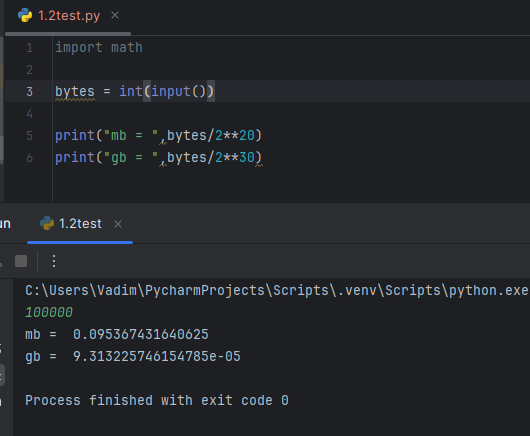 1.2test.py
1 import math
2
3 bytes = int(input())
4
5 print("mb = ",bytes/2**20)
6 print("gb = ",bytes/2**30)
un 1.2test
C:\Users\Vadim\PycharmProjects\Scripts\.venv\Scripts\python.exe
100000
mb =  0.095367431640625
gb =  9.313225746154785e-05
Process finished with exit code 0